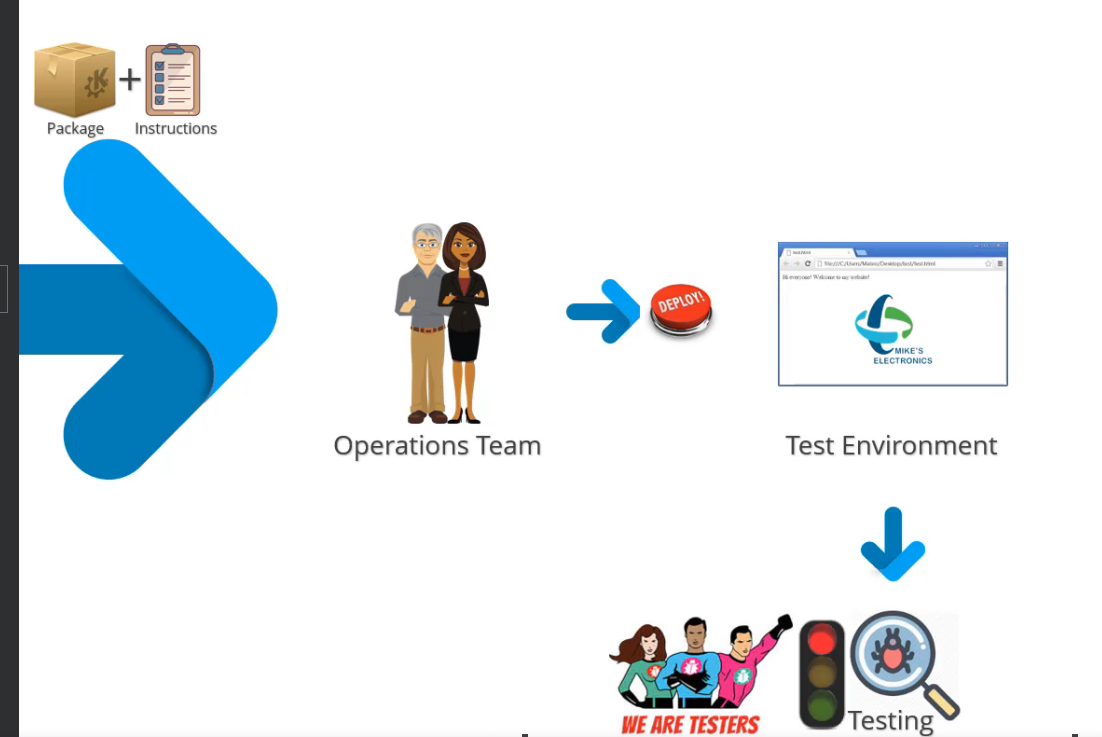 Package
Instructions
DEPLOY!
test.html
file:///C:/Users/Mateo/Desktop/test/test.html
Hi everyone! Welcome to my website!
MIKE'S
ELECTRONICS
Operations Team
Test Environment
WE ARE TESTERS
Testing